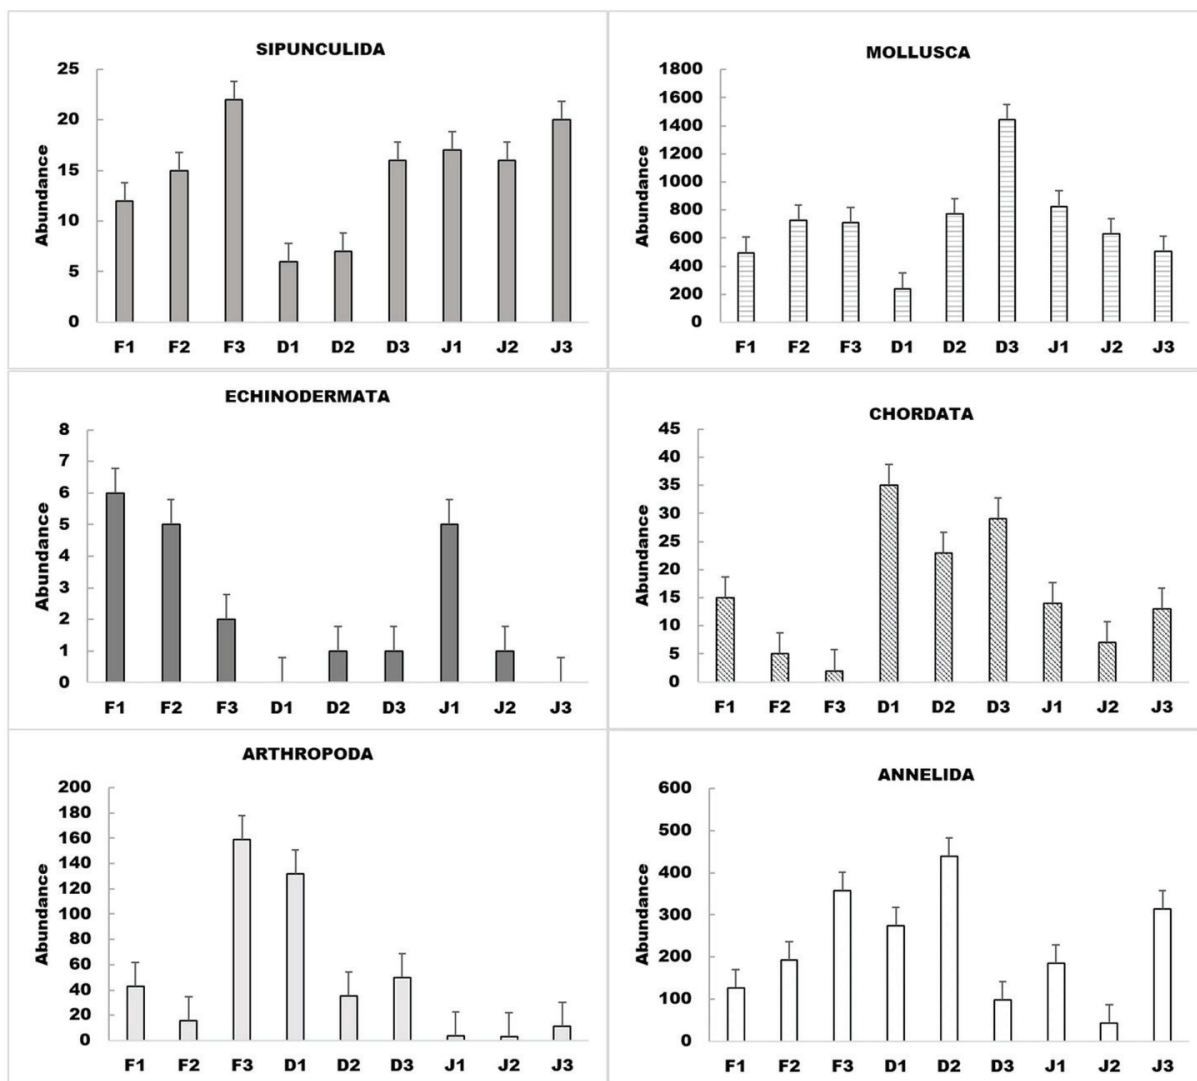 SIPUNCULIDA
Abundance
25
20
15
10
5
0
F1 F2 F3 D1 D2 D3 J1 J2 J3
MOLLUSCA
Abundance
1800
1600
1400
1200
1000
800
600
400
200
0
F1 F2 F3 D1 D2 D3 J1 J2 J3
ECHINODERMATA
Abundance
8
7
6
5
4
3
2
1
0
F1 F2 F3 D1 D2 D3 J1 J2 J3
CHORDATA
Abundance
45
40
35
30
25
20
15
10
5
0
F1 F2 F3 D1 D2 D3 J1 J2 J3
ARTHROPODA
Abundance
200
180
160
140
120
100
80
60
40
20
0
F1 F2 F3 D1 D2 D3 J1 J2 J3
ANNELIDA
Abundance
600
500
400
300
200
100
0
F1 F2 F3 D1 D2 D3 J1 J2 J3